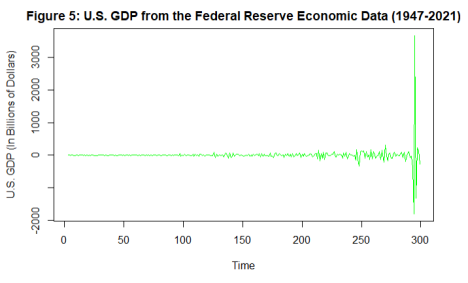 Figure 5: U.S. GDP from the Federal Reserve Economic Data (1947-2021)
U.S. GDP (In Billions of Dollars)
3000
2000
1000
0
-2000
0 50 100 150 200 250 300
Time